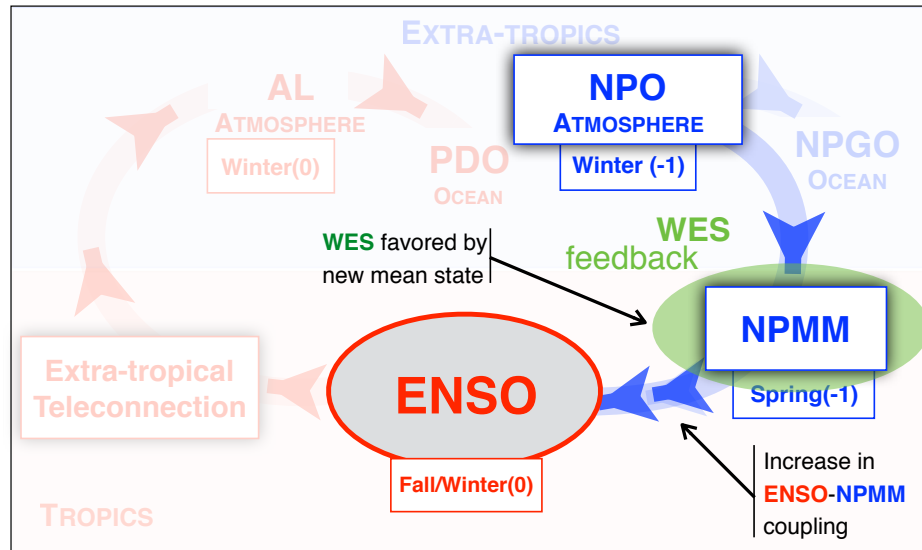 EXTRA-TROPICS
AL
ATMOSPHERE
Winter(0)
PDO
OCEAN
NPO
ATMOSPHERE
Winter (-1)
NPGO
OCEAN
WES favored by
new mean state
WES
feedback
NPMM
Spring(-1)
Extra-tropical
Teleconnection
ENSO
Fall/Winter(0)
Increase in
ENSO-NPMM
coupling
TROPICS